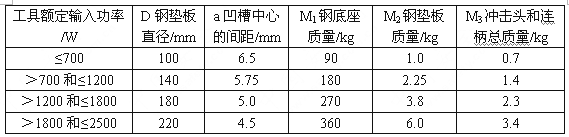 工具额定输入功率 D 钢垫板 a 凹槽中心 M1 钢底座 M2 钢垫板 M3 冲击头和连
/W 直径/mm 的间距/mm 质量/kg 质量/kg 柄总质量/kg
≤700 100 6.5 90 1.0 0.7
＞700 和≤1200 140 5.75 180 2.25 1.4
＞1200 和≤1800 180 5.0 270 3.8 2.3
＞1800 和≤2500 220 4.5 360 6.0 3.4